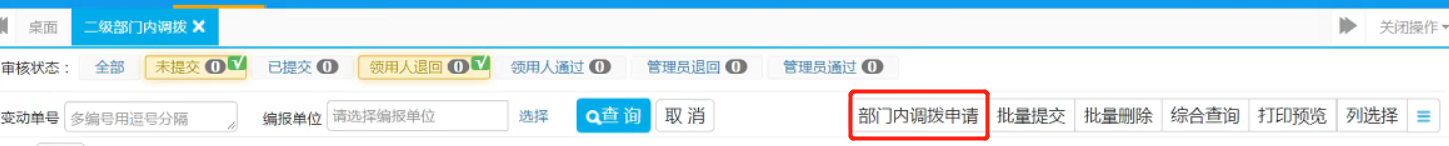 桌面 二级部门内调拨 关闭操作
审核状态： 全部 未提交 0 已提交 0 领用人退回 0 领用人通过 0 管理员退回 0 管理员通过 0
变动单号 多编号用逗号分隔 编报单位 请选择编报单位 选择 查询 取消 部门内调拨申请 批量提交 批量删除 综合查询 打印预览 列选择